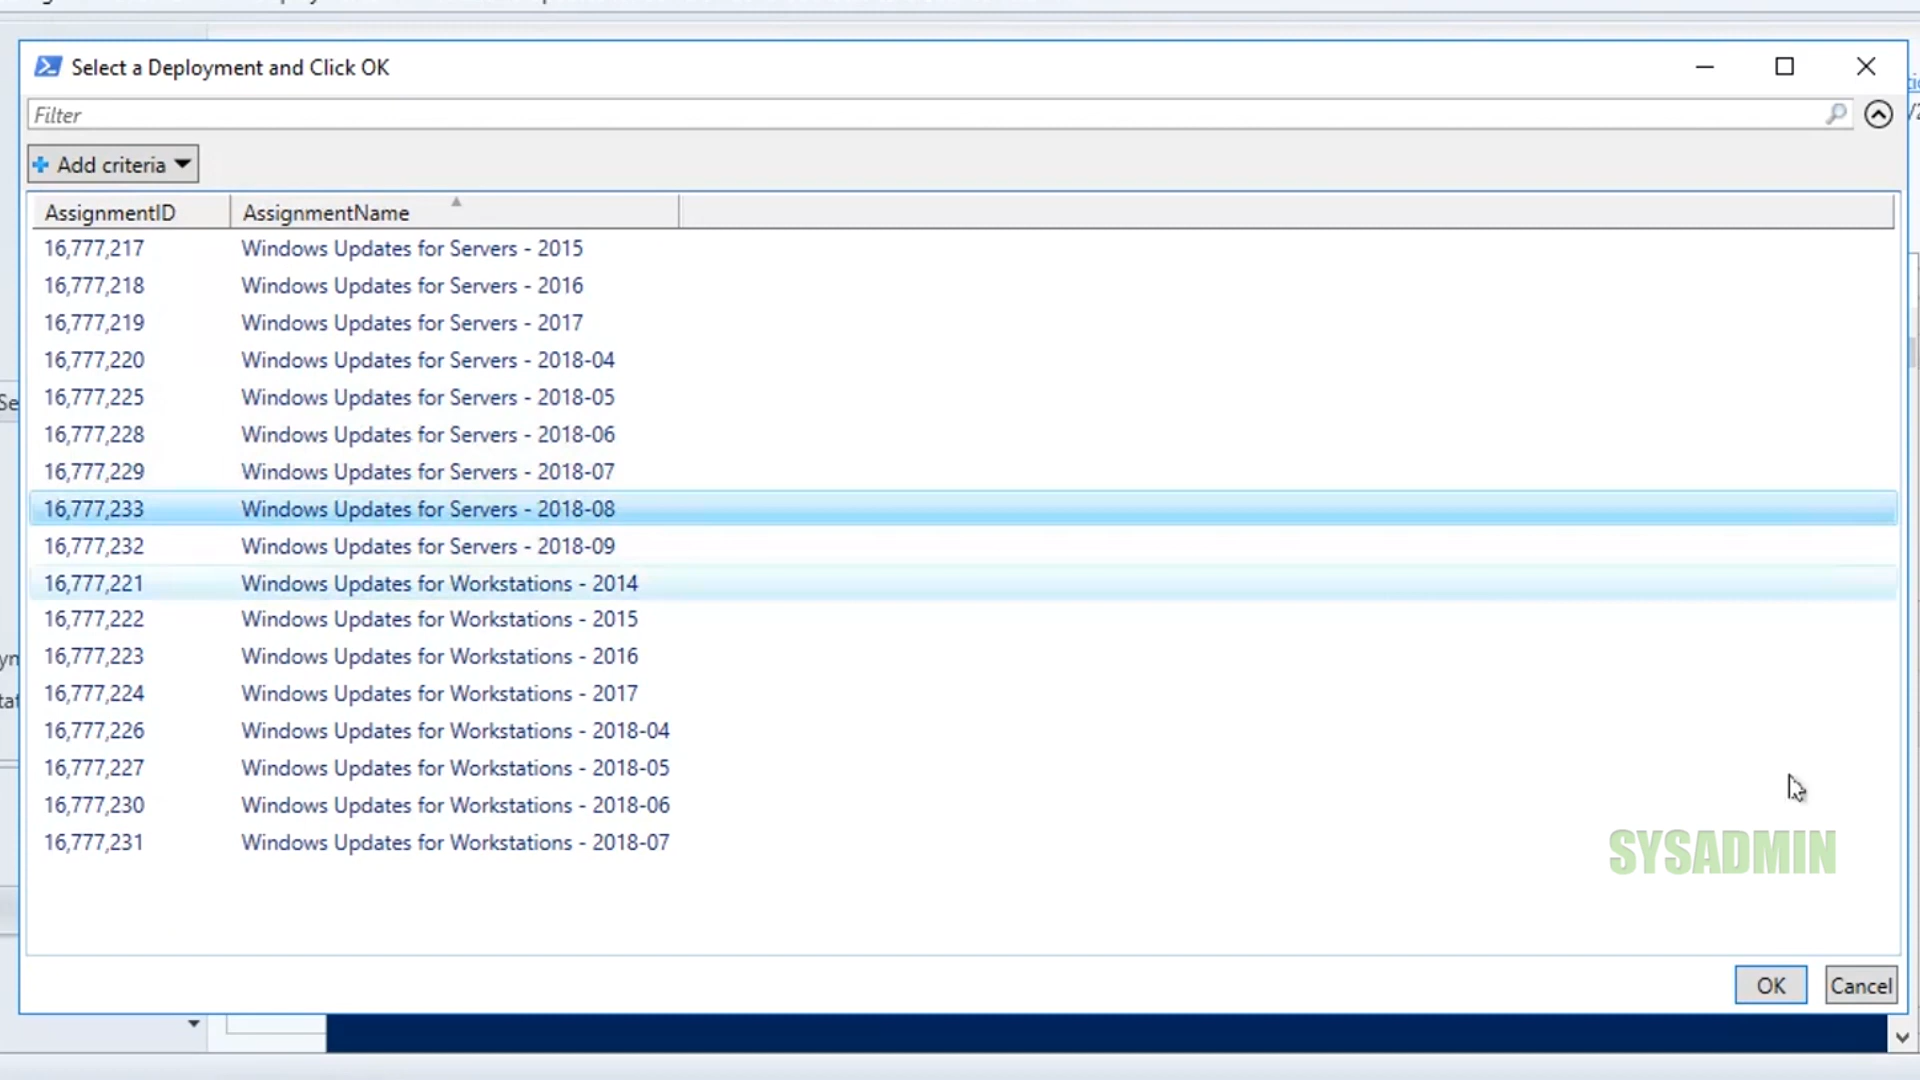 Select a Deployment and Click OK
Filter
Add criteria
AssignmentID AssignmentName
16,777,217 Windows Updates for Servers - 2015
16,777,218 Windows Updates for Servers - 2016
16,777,219 Windows Updates for Servers - 2017
16,777,220 Windows Updates for Servers - 2018-04
16,777,225 Windows Updates for Servers - 2018-05
16,777,228 Windows Updates for Servers - 2018-06
16,777,229 Windows Updates for Servers - 2018-07
16,777,233 Windows Updates for Servers - 2018-08
16,777,232 Windows Updates for Servers - 2018-09
16,777,221 Windows Updates for Workstations - 2014
16,777,222 Windows Updates for Workstations - 2015
16,777,223 Windows Updates for Workstations - 2016
16,777,224 Windows Updates for Workstations - 2017
16,777,226 Windows Updates for Workstations - 2018-04
16,777,227 Windows Updates for Workstations - 2018-05
16,777,230 Windows Updates for Workstations - 2018-06
16,777,231 Windows Updates for Workstations - 2018-07
SYSADMIN
OK Cancel